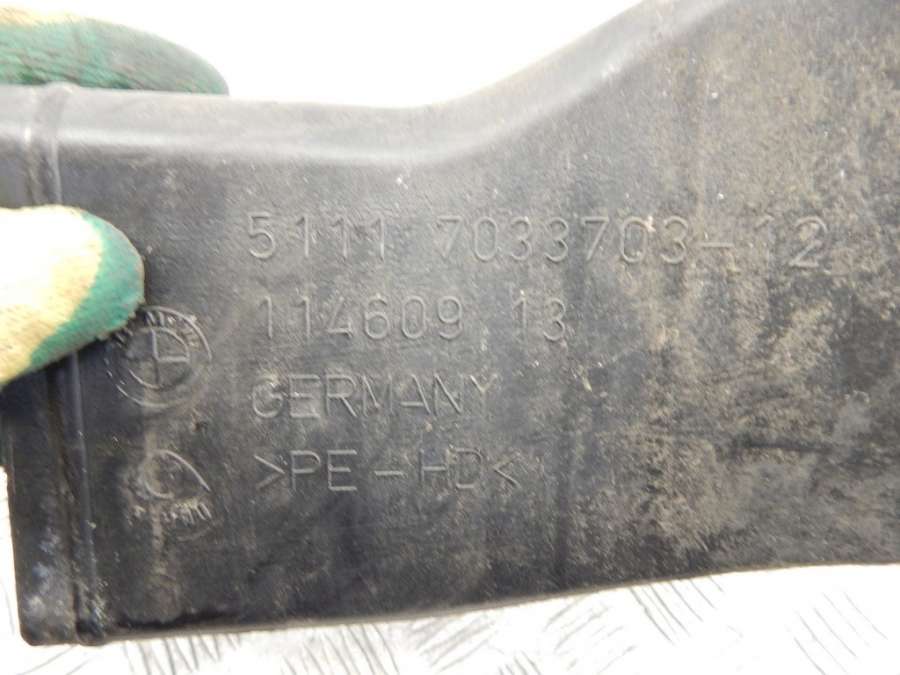 5111 7033703-12
114609 13
GERMANY
>PE-HD<